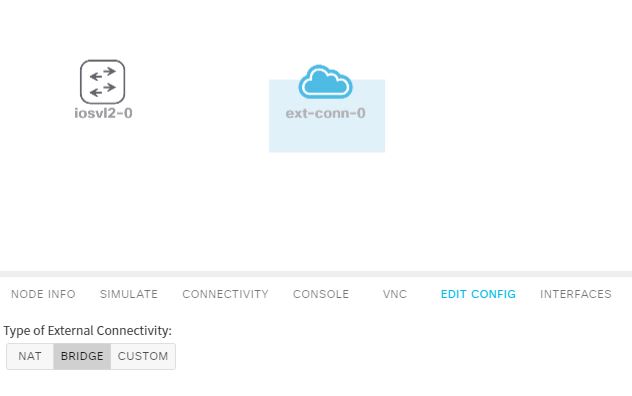 iosvl2-0
ext-conn-0
NODE INFO SIMULATE CONNECTIVITY CONSOLE VNC EDIT CONFIG INTERFACES
Type of External Connectivity:
NAT BRIDGE CUSTOM